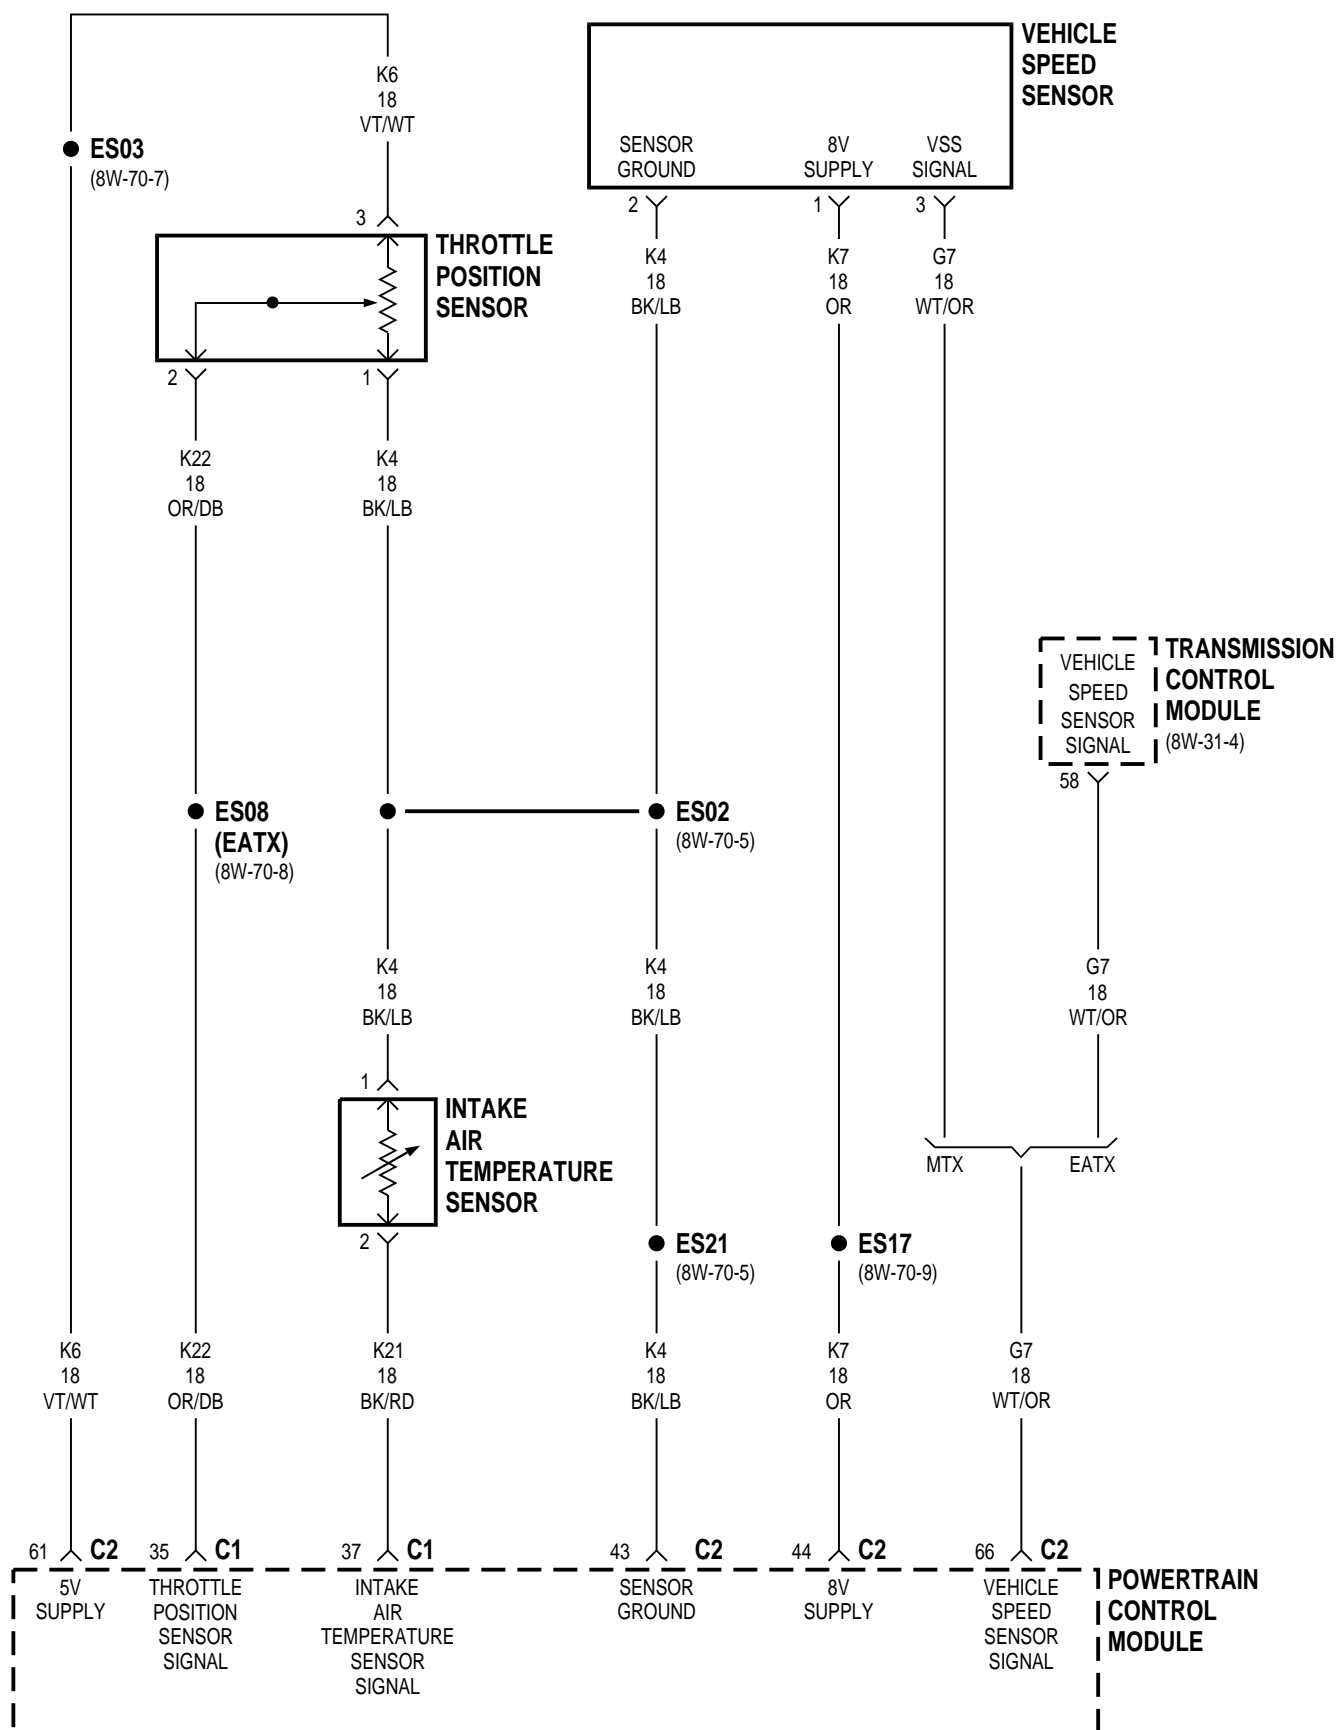 K6
18
VT/WT
ES03
(8W-70-7)
3
THROTTLE
POSITION
SENSOR
2
1
K22
18
OR/DB
K4
18
BK/LB
VEHICLE
SPEED
SENSOR
SENSOR
GROUND
8V
SUPPLY
VSS
SIGNAL
2
1
3
K4
18
BK/LB
K7
18
OR
G7
18
WT/OR
VEHICLE
SPEED
SENSOR
SIGNAL
TRANSMISSION
CONTROL
MODULE
(8W-31-4)
58
ES08
(EATX)
(8W-70-8)
ES02
(8W-70-5)
K4
18
BK/LB
K4
18
BK/LB
G7
18
WT/OR
1
INTAKE
AIR
TEMPERATURE
SENSOR
2
MTX
EATX
ES21
(8W-70-5)
ES17
(8W-70-9)
K6
18
VT/WT
K22
18
OR/DB
K21
18
BK/RD
K4
18
BK/LB
K7
18
OR
G7
18
WT/OR
61 C2
35 C1
37 C1
43 C2
44 C2
66 C2
5V
SUPPLY
THROTTLE
POSITION
SENSOR
SIGNAL
INTAKE
AIR
TEMPERATURE
SENSOR
SIGNAL
SENSOR
GROUND
8V
SUPPLY
VEHICLE
SPEED
SENSOR
SIGNAL
POWERTRAIN
CONTROL
MODULE